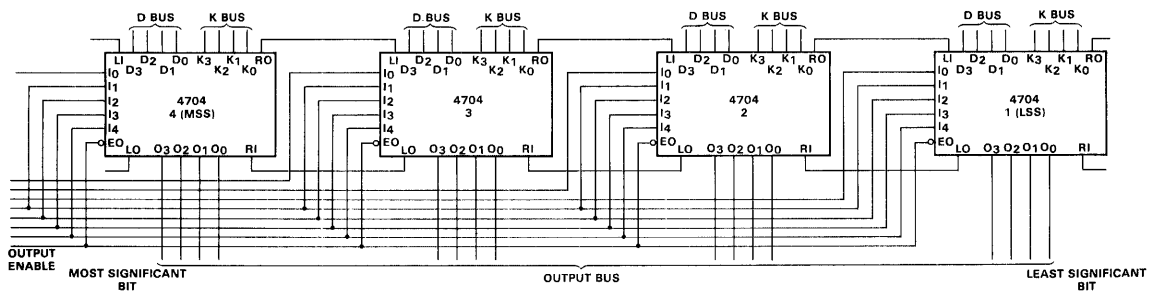 D BUS K BUS D BUS K BUS D BUS K BUS D BUS K BUS
LI D3 D2 D1 D0 K3 K2 K1 K0 RO LI D3 D2 D1 D0 K3 K2 K1 K0 RO LI D3 D2 D1 D0 K3 K2 K1 K0 RO LI D3 D2 D1 D0 K3 K2 K1 K0 RO
I0 I0 I0 I0
I1 I1 I1 I1
I2 4704 I2 4704 I2 4704 I2 4704
I3 4 (MSS) I3 3 I3 2 I3 1 (LSS)
I4 I4 I4 I4
EO EO EO EO
LO O3 O2 O1 O0 RI LO O3 O2 O1 O0 RI LO O3 O2 O1 O0 RI LO O3 O2 O1 O0 RI
OUTPUT
ENABLE
MOST SIGNIFICANT
BIT
OUTPUT BUS
LEAST SIGNIFICANT
BIT